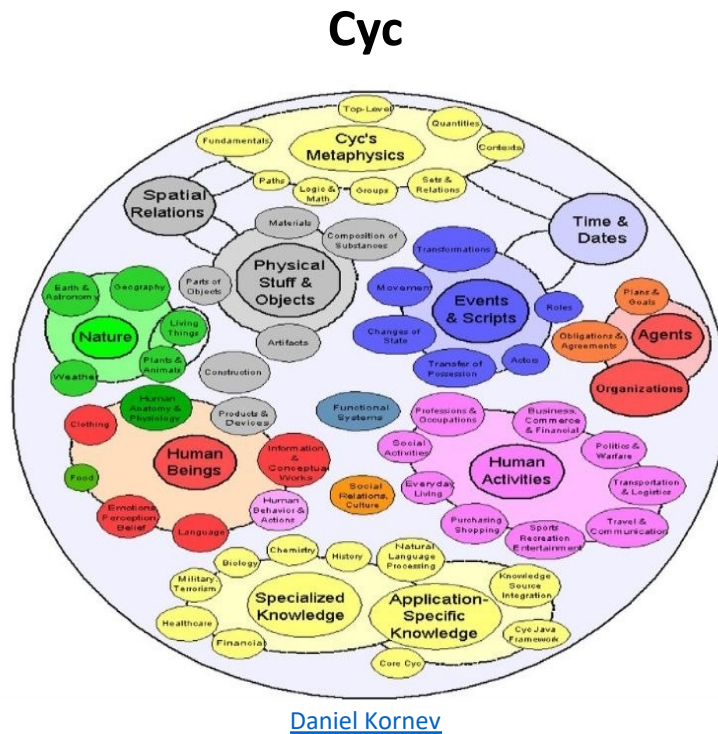 Cyc
Top-Level
Quantities
Fundamentals
Cyc's
Metaphysics
Contexts
Paths
Logic &
Math
Groups
Sets &
Relations
Spatial
Relations
Time &
Dates
Materials
Composition of
Substances
Physical
Stuff &
Objects
Parts of
Objects
Artifacts
Construction
Products &
Devices
Transformations
Movement
Events
& Scripts
Roles
Changes of
State
Transfer of
Possession
Actors
Plans &
Goals
Agents
Obligations &
Agreements
Organizations
Earth &
Astronomy
Geography
Nature
Living
Things
Weather
Plants &
Animals
Human
Anatomy &
Physiology
Clothing
Human
Beings
Information
&
Conceptual
Works
Food
Emotions
Perception
Belief
Language
Human
Behavior &
Actions
Functional
Systems
Social
Relations,
Culture
Professions &
Occupations
Business,
Commerce
& Financial
Social
Activities
Human
Activities
Politics &
Warfare
Everyday
Living
Transportation
& Logistics
Purchasing
Shopping
Sports
Recreation
Entertainment
Travel &
Communication
Chemistry
History
Natural
Language
Processing
Biology
Military,
Terrorism
Specialized
Knowledge
Application-
Specific
Knowledge
Knowledge
Source
Integration
Healthcare
Financial
Cyc Java
Framework
Core Cyc
Daniel Kornev